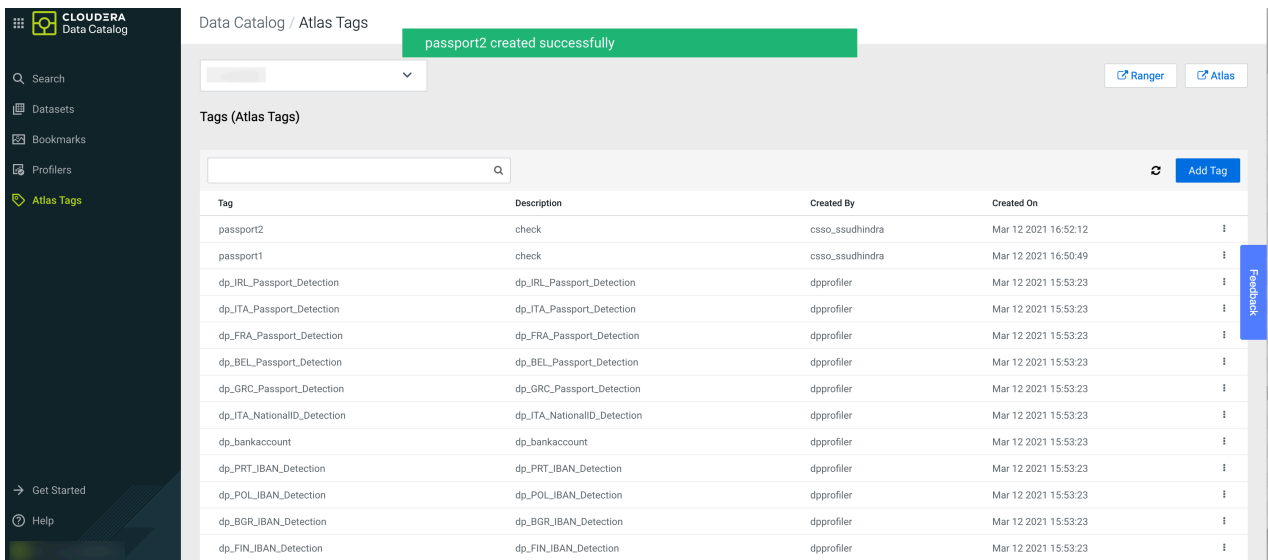 CLOUDERA
Data Catalog
Data Catalog / Atlas Tags
passport2 created successfully
Search
Datasets
Bookmarks
Profilers
Atlas Tags
Get Started
Help
Ranger
Atlas
Tags (Atlas Tags)
Add Tag
Tag Description Created By Created On
passport2 check csso_ssudhindra Mar 12 2021 16:52:12
passport1 check csso_ssudhindra Mar 12 2021 16:50:49
dp_IRL_Passport_Detection dp_IRL_Passport_Detection dpprofiler Mar 12 2021 15:53:23
dp_ITA_Passport_Detection dp_ITA_Passport_Detection dpprofiler Mar 12 2021 15:53:23
dp_FRA_Passport_Detection dp_FRA_Passport_Detection dpprofiler Mar 12 2021 15:53:23
dp_BEL_Passport_Detection dp_BEL_Passport_Detection dpprofiler Mar 12 2021 15:53:23
dp_GRC_Passport_Detection dp_GRC_Passport_Detection dpprofiler Mar 12 2021 15:53:23
dp_ITA_NationalID_Detection dp_ITA_NationalID_Detection dpprofiler Mar 12 2021 15:53:23
dp_bankaccount dp_bankaccount dpprofiler Mar 12 2021 15:53:23
dp_PRT_IBAN_Detection dp_PRT_IBAN_Detection dpprofiler Mar 12 2021 15:53:23
dp_POL_IBAN_Detection dp_POL_IBAN_Detection dpprofiler Mar 12 2021 15:53:23
dp_BGR_IBAN_Detection dp_BGR_IBAN_Detection dpprofiler Mar 12 2021 15:53:23
dp_FIN_IBAN_Detection dp_FIN_IBAN_Detection dpprofiler Mar 12 2021 15:53:23
Feedback